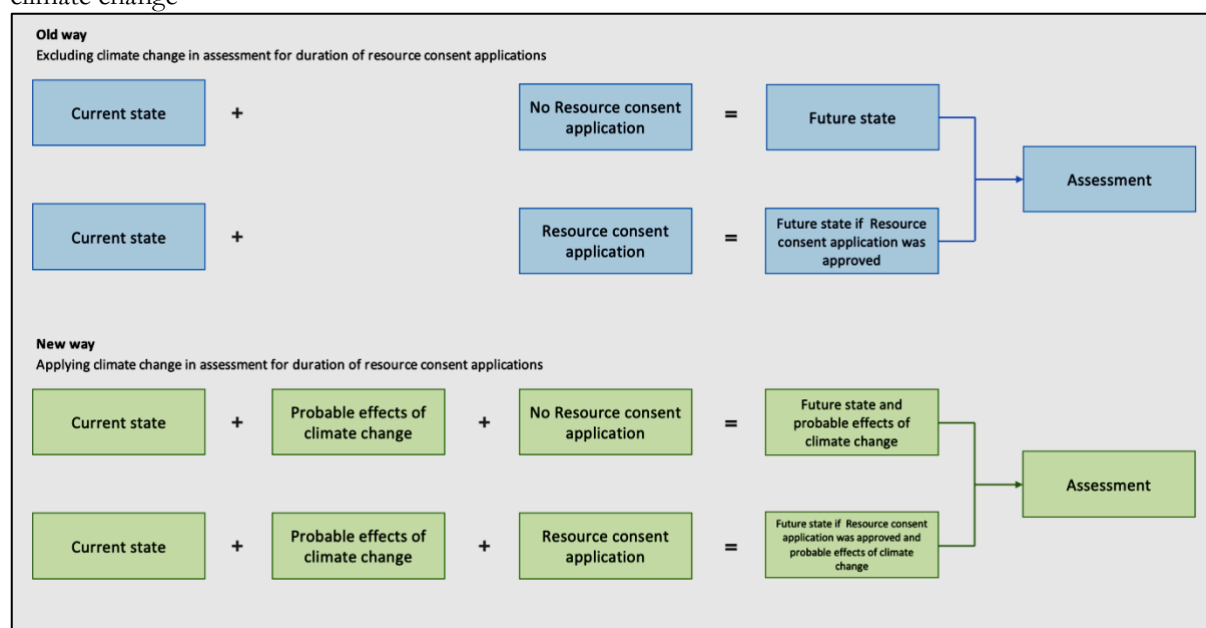 climate change
Old way
Excluding climate change in assessment for duration of resource consent applications
Current state
+
No Resource consent
application
=
Future state
Assessment
Current state
+
Resource consent
application
=
Future state if Resource
consent application was
approved
New way
Applying climate change in assessment for duration of resource consent applications
Current state
+
Probable effects of
climate change
+
No Resource consent
application
=
Future state and
probable effects of
climate change
Assessment
Current state
+
Probable effects of
climate change
+
Resource consent
application
=
Future state if Resource consent
application was approved and
probable effects of climate
change